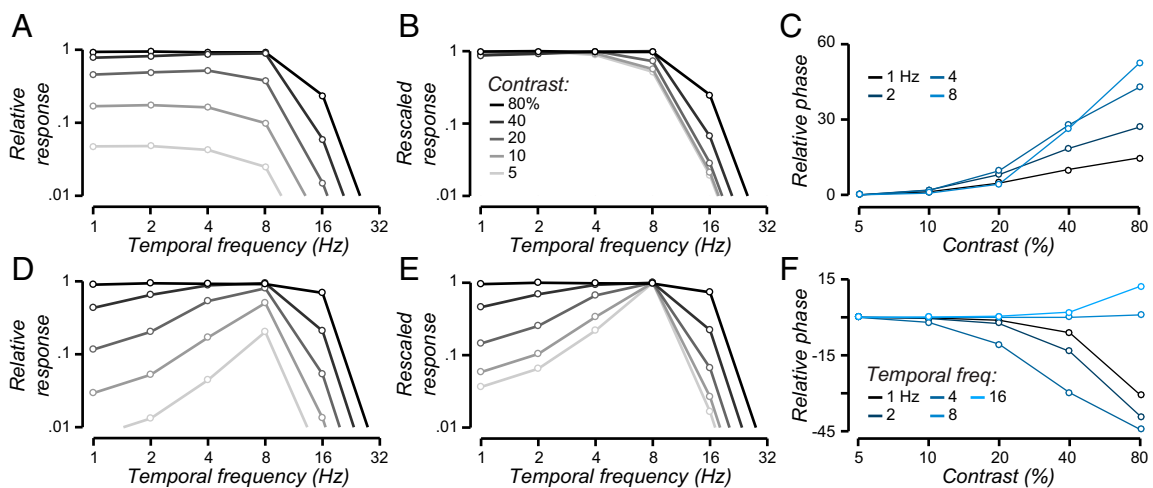 A
Relative
response
1
.1
.01
1 2 4 8 16 32
Temporal frequency (Hz)
B
Rescaled
response
1
.1
.01
Contrast:
80%
40
20
10
5
1 2 4 8 16 32
Temporal frequency (Hz)
C
Relative phase
60
30
0
1 Hz 4
2 8
5 10 20 40 80
Contrast (%)
D
Relative
response
1
.1
.01
1 2 4 8 16 32
Temporal frequency (Hz)
E
Rescaled
response
1
.1
.01
1 2 4 8 16 32
Temporal frequency (Hz)
F
Relative phase
15
-15
-45
Temporal freq:
1 Hz 4 16
2 8
5 10 20 40 80
Contrast (%)